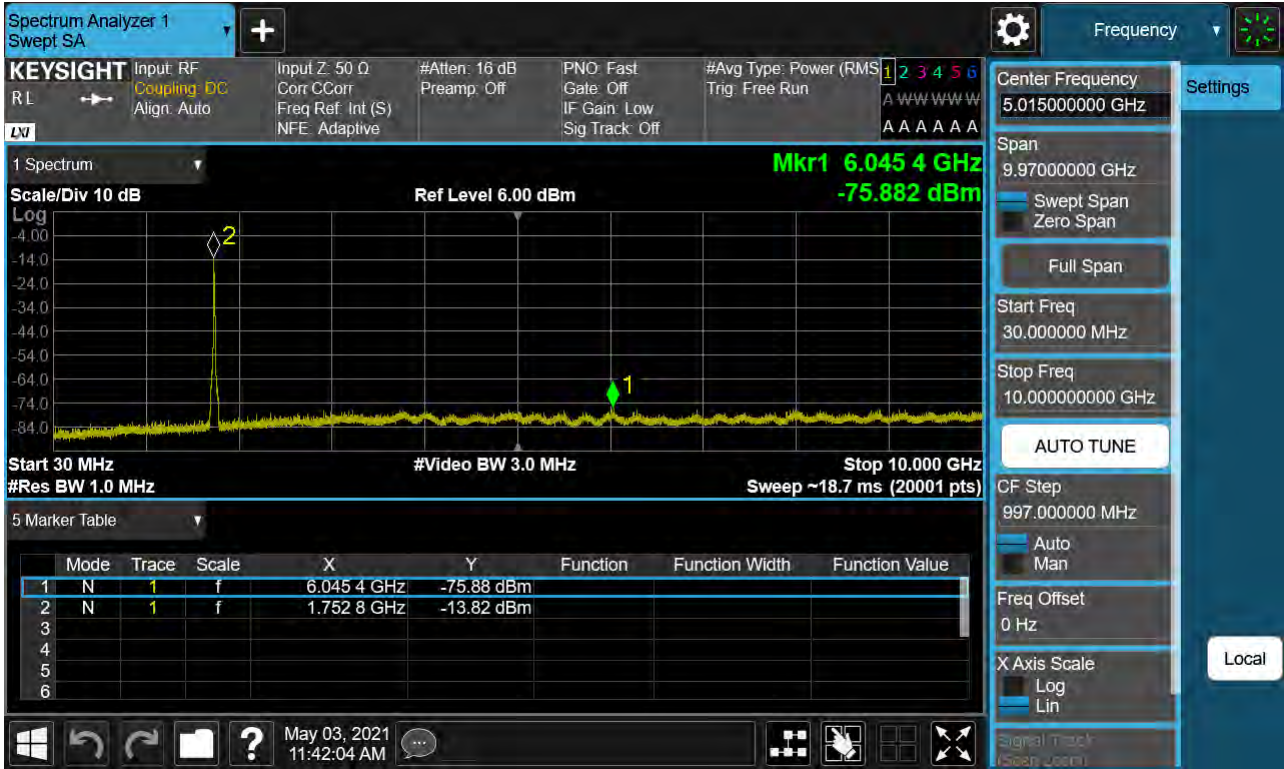 Spectrum Analyzer 1
Swept SA
+
Frequency
KEYSIGHT
RL
LXI
Input: RF
Coupling: DC
Align: Auto
Input Z: 50 Ω
Corr CCorr
Freq Ref: Int (S)
NFE: Adaptive
#Atten: 16 dB
Preamp: Off
PNO: Fast
Gate: Off
IF Gain: Low
Sig Track: Off
#Avg Type: Power (RMS
Trig: Free Run
1 2 3 4 5 6
A W W W W W
A A A A A A
1 Spectrum
Mkr1 6.045 4 GHz
Scale/Div 10 dB
Ref Level 6.00 dBm
-75.882 dBm
Log
-4.00
-14.0
-24.0
-34.0
-44.0
-54.0
-64.0
-74.0
-84.0
2
1
Start 30 MHz
#Video BW 3.0 MHz
Stop 10.000 GHz
#Res BW 1.0 MHz
Sweep ~18.7 ms (20001 pts)
5 Marker Table
Mode Trace Scale X Y Function Function Width Function Value
1 N 1 f 6.045 4 GHz -75.88 dBm
2 N 1 f 1.752 8 GHz -13.82 dBm
3
4
5
6
?
May 03, 2021
11:42:04 AM
Center Frequency
5.015000000 GHz
Settings
Span
9.97000000 GHz
Swept Span
Zero Span
Full Span
Start Freq
30.000000 MHz
Stop Freq
10.000000000 GHz
AUTO TUNE
CF Step
997.000000 MHz
Auto
Man
Freq Offset
0 Hz
X Axis Scale
Log
Lin
Local
Signal Track
(Span Zoom)